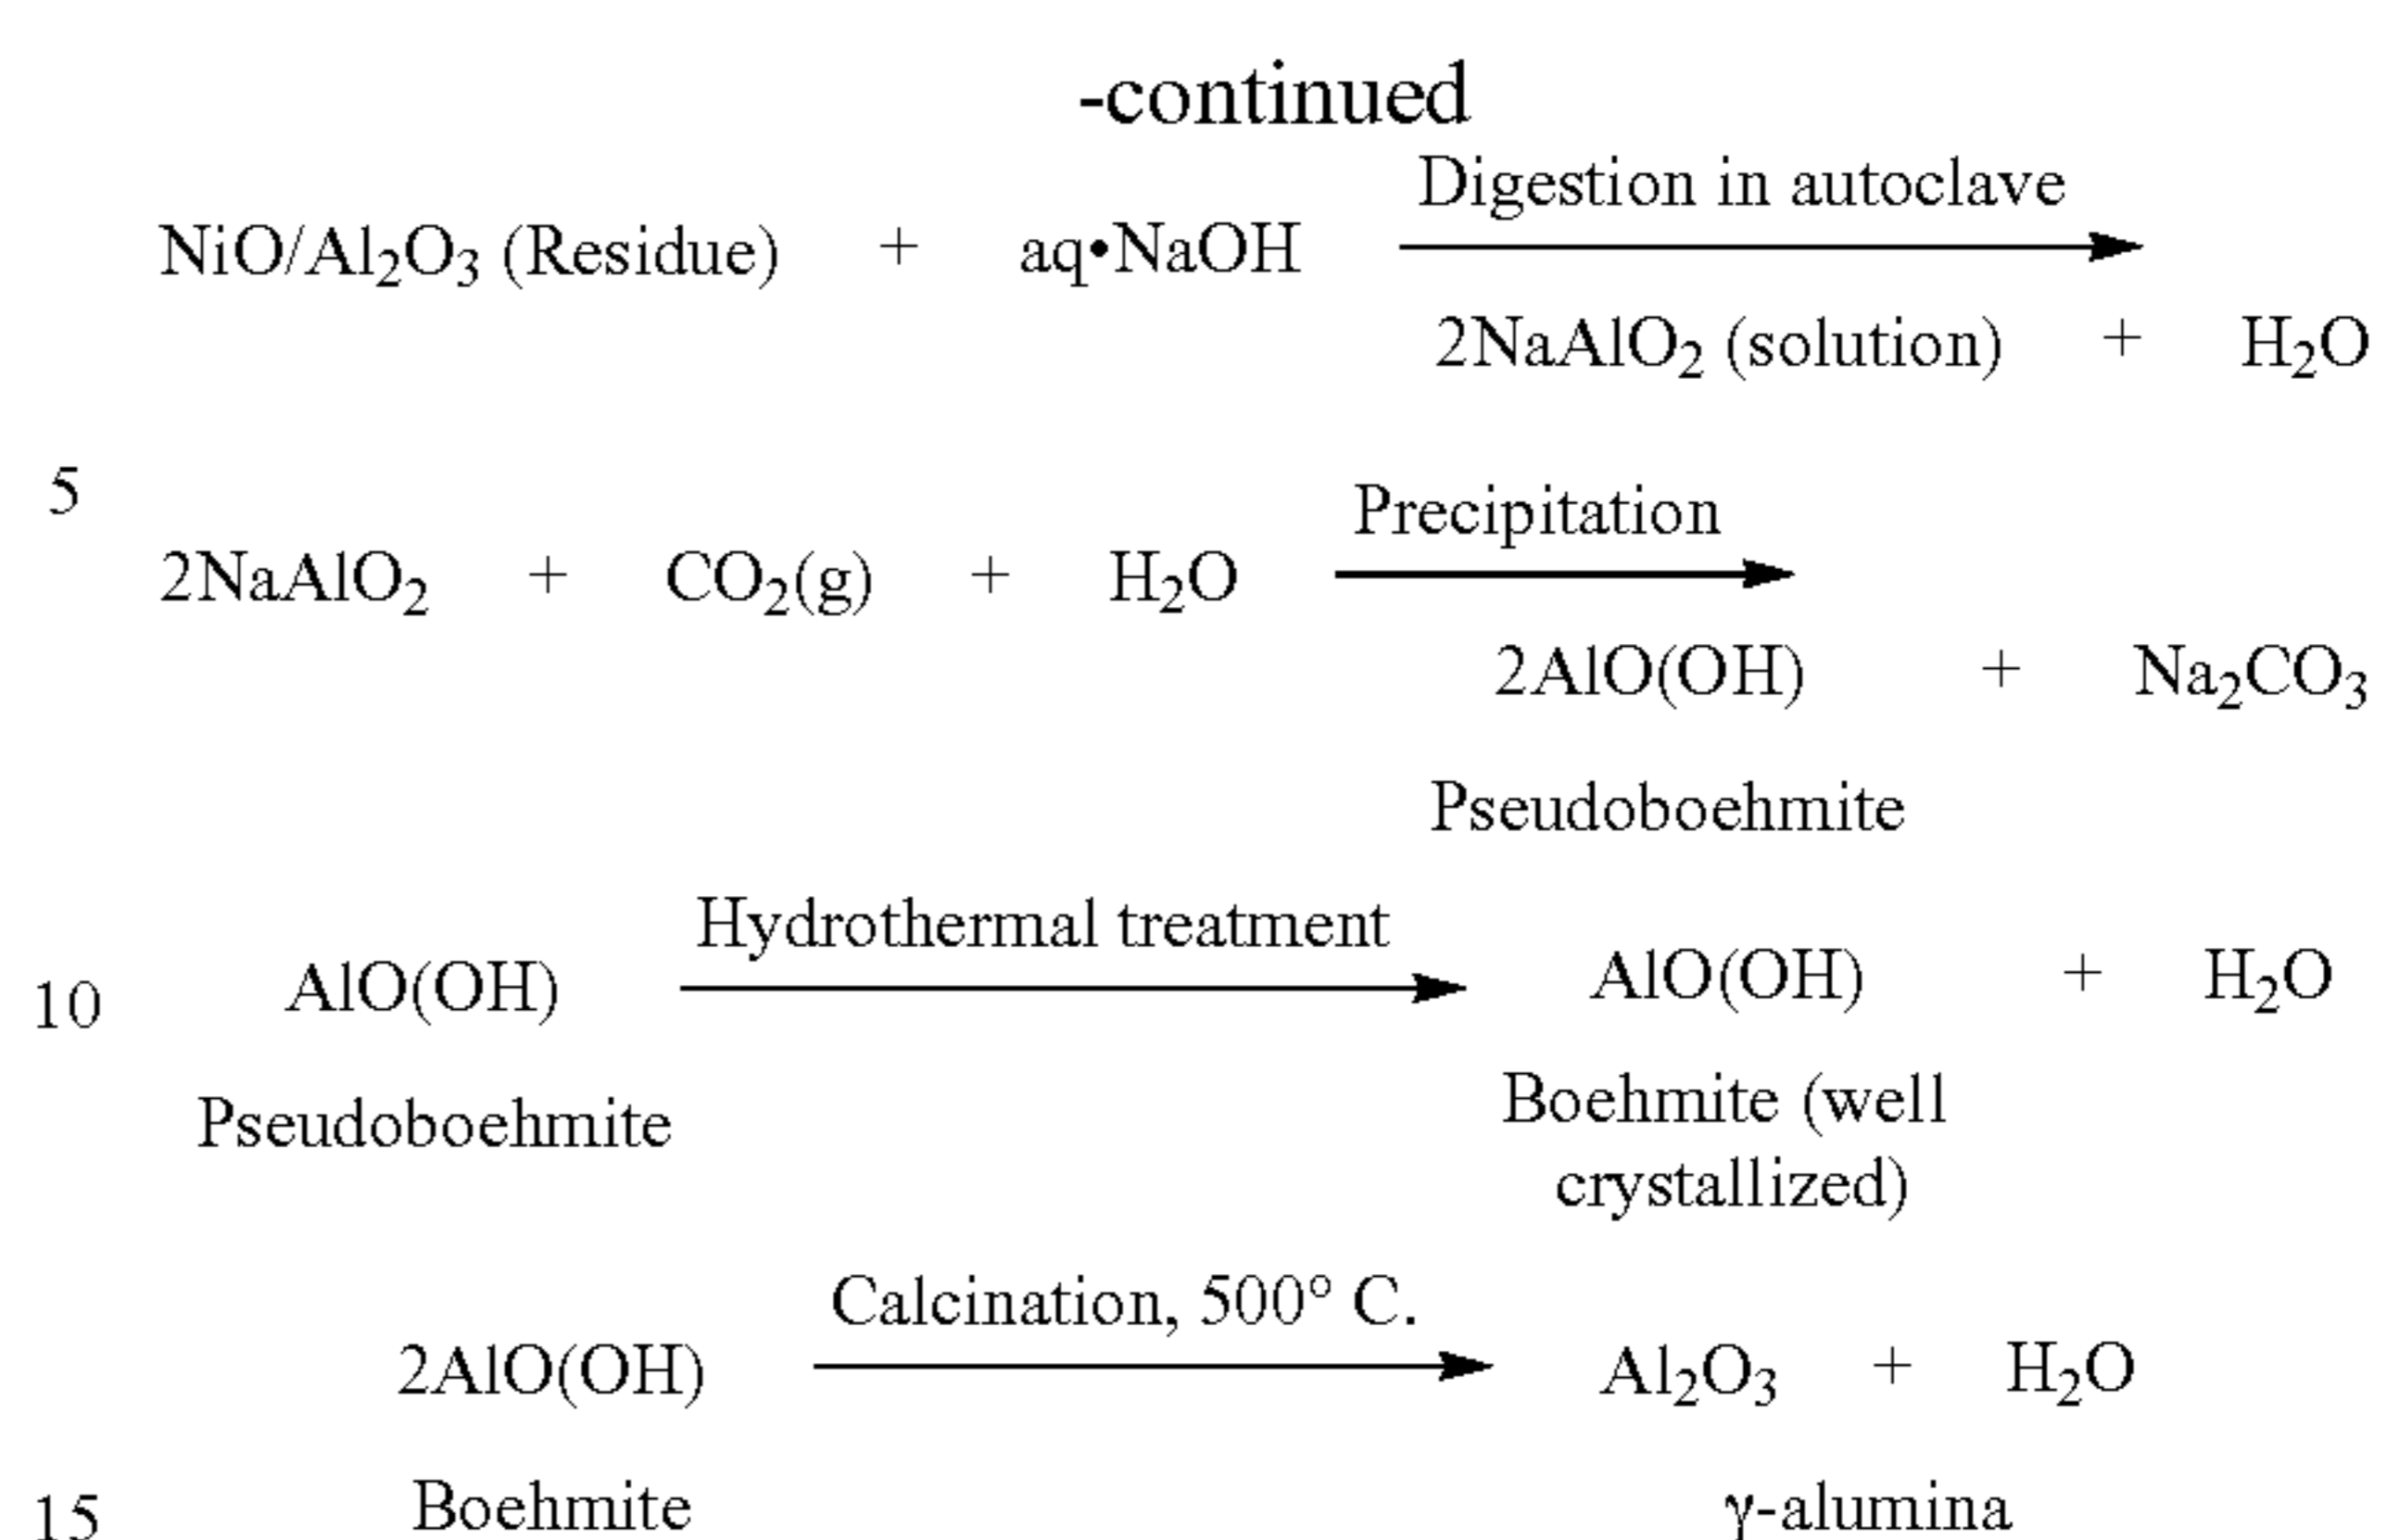 -continued
Digestion in autoclave
NiO/Al₂O₃ (Residue) + aq•NaOH
2NaAlO₂ (solution) + H₂O
5
Precipitation
2NaAlO₂ + CO₂(g) + H₂O
2AlO(OH) + Na₂CO₃
Pseudoboehmite
Hydrothermal treatment
10 AlO(OH) AlO(OH) + H₂O
Pseudoboehmite Boehmite (well
crystallized)
Calcination, 500° C.
2AlO(OH) Al₂O₃ + H₂O
15 Boehmite γ-alumina